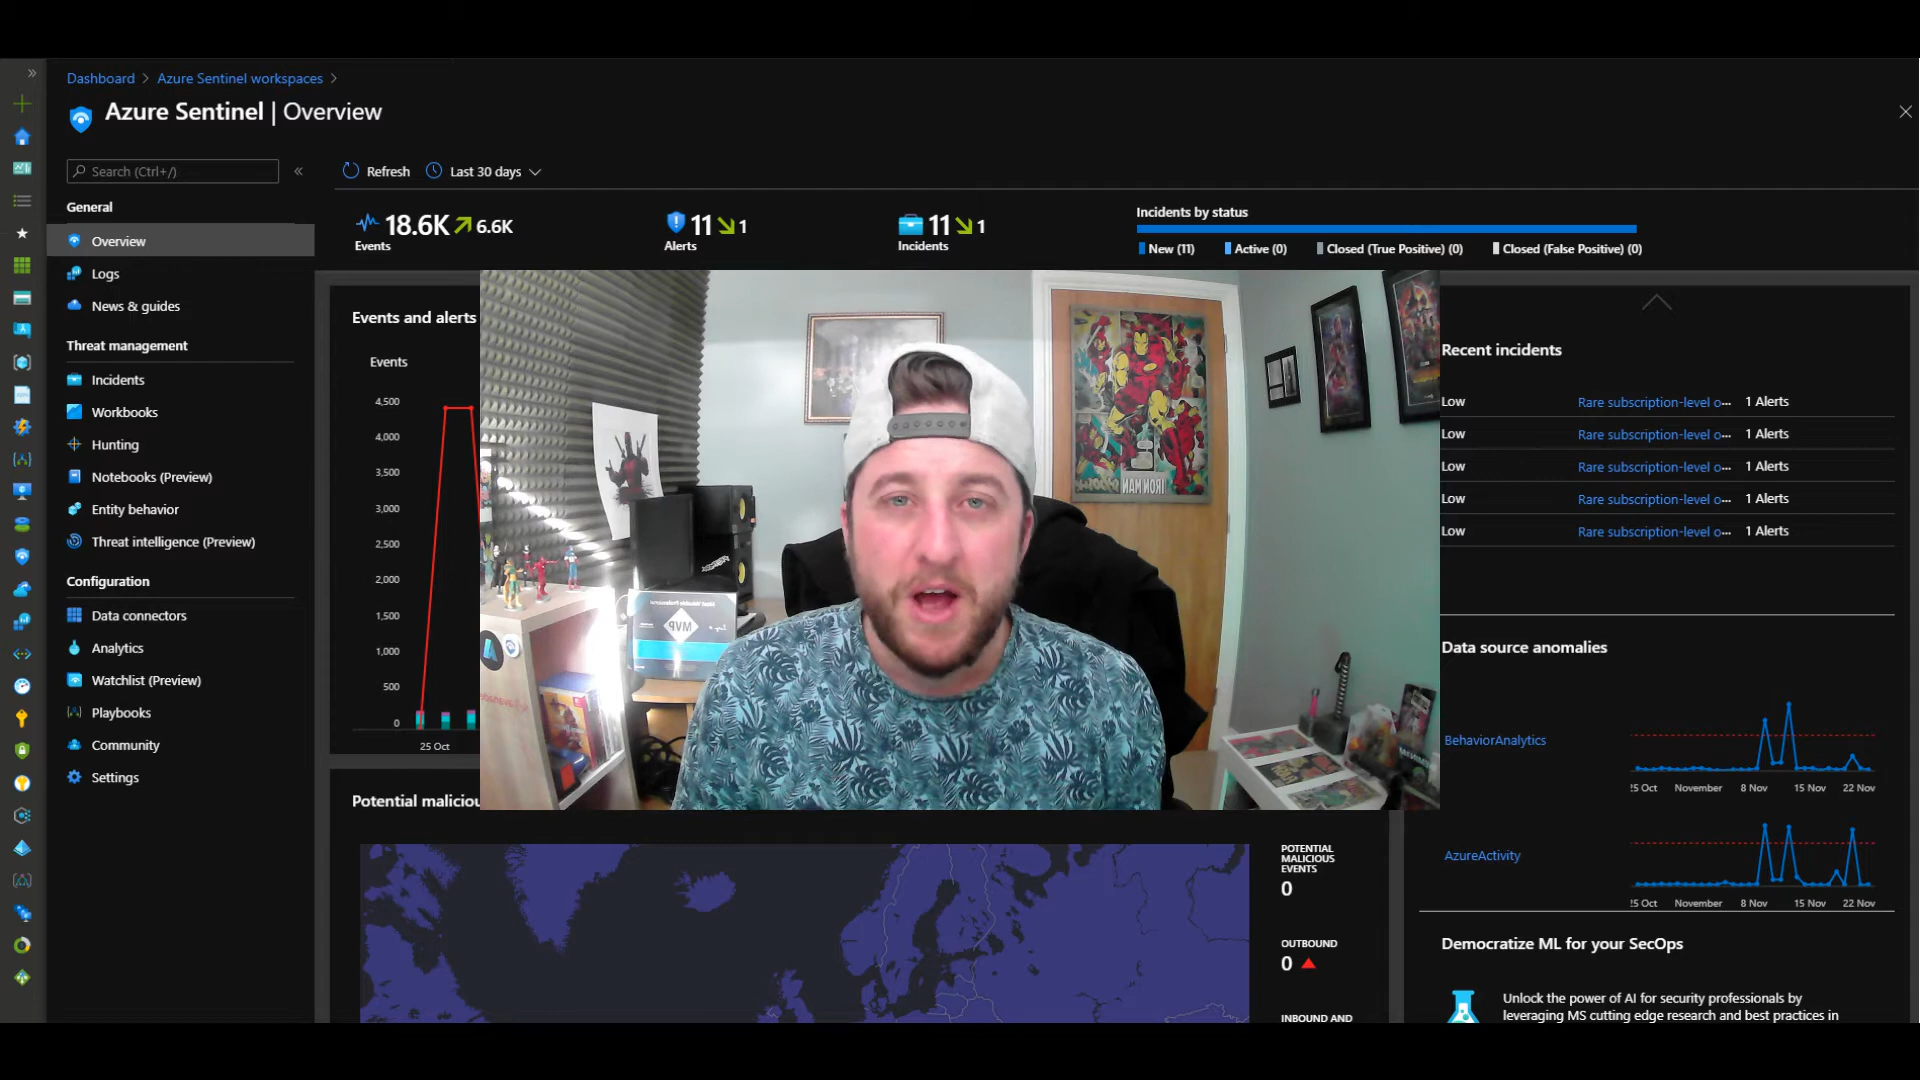 Dashboard > Azure Sentinel workspaces >
Azure Sentinel | Overview
Search (Ctrl+/)
«
Refresh
Last 30 days
General
Overview
Logs
News & guides
Threat management
Incidents
Workbooks
Hunting
Notebooks (Preview)
Entity behavior
Threat intelligence (Preview)
Configuration
Data connectors
Analytics
Watchlist (Preview)
Playbooks
Community
Settings
18.6K 6.6K
Events
11 1
Alerts
11 1
Incidents
Incidents by status
New (11) Active (0) Closed (True Positive) (0) Closed (False Positive) (0)
Events and alerts
Events
4,500
4,000
3,500
3,000
2,500
2,000
1,500
1,000
500
0
25 Oct
IRON MAN
MVP
Recent incidents
Low Rare subscription-level o... 1 Alerts
Low Rare subscription-level o... 1 Alerts
Low Rare subscription-level o... 1 Alerts
Low Rare subscription-level o... 1 Alerts
Low Rare subscription-level o... 1 Alerts
Data source anomalies
BehaviorAnalytics
25 Oct November 8 Nov 15 Nov 22 Nov
AzureActivity
25 Oct November 8 Nov 15 Nov 22 Nov
Democratize ML for your SecOps
Unlock the power of AI for security professionals by
leveraging MS cutting edge research and best practices in
Potential
POTENTIAL
MALICIOUS
EVENTS
0
OUTBOUND
0
INBOUND AND